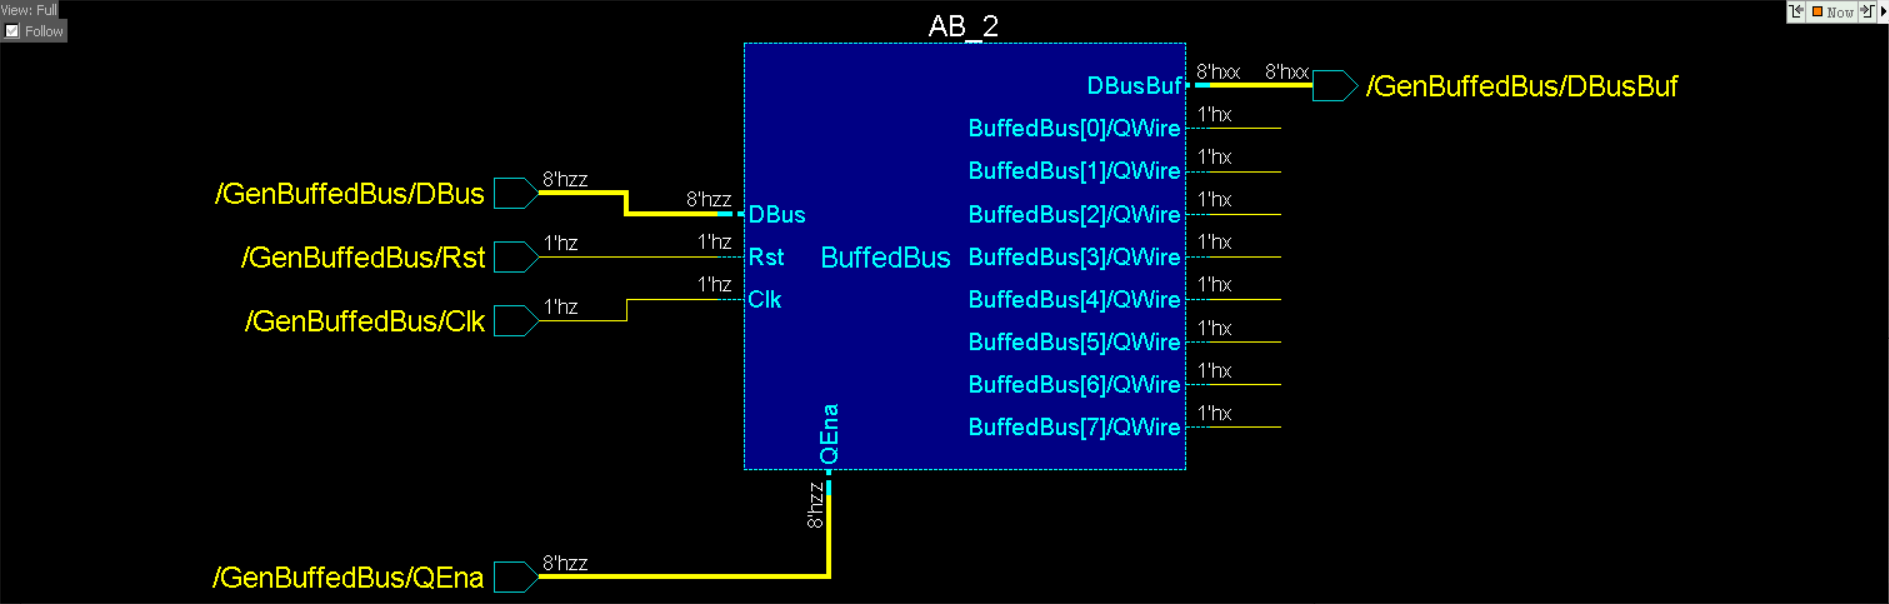 View: Full
Follow
Now
AB_2
DBusBuf
8'hxx 8'hxx
/GenBuffedBus/DBusBuf
BuffedBus[0]/QWire
1'hx
BuffedBus[1]/QWire
1'hx
BuffedBus[2]/QWire
1'hx
BuffedBus[3]/QWire
1'hx
BuffedBus[4]/QWire
1'hx
BuffedBus[5]/QWire
1'hx
BuffedBus[6]/QWire
1'hx
BuffedBus[7]/QWire
1'hx
/GenBuffedBus/DBus
8'hzz
8'hzz
DBus
/GenBuffedBus/Rst
1'hz
1'hz
Rst
BuffedBus
/GenBuffedBus/Clk
1'hz
1'hz
Clk
QEna
8'hzz
/GenBuffedBus/QEna
8'hzz